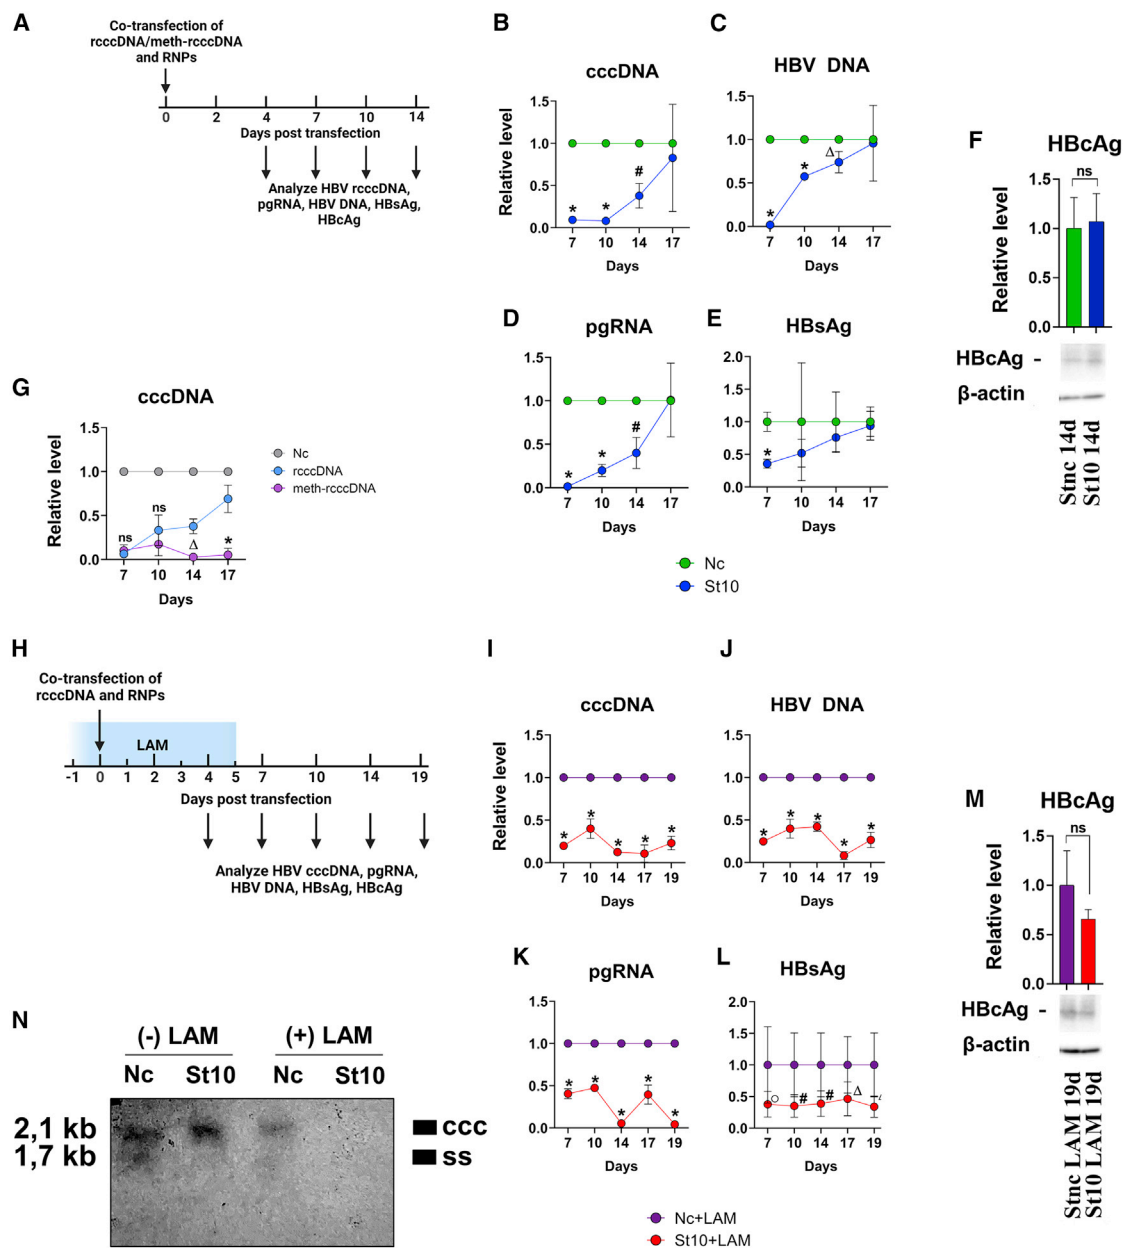 A
Co-transfection of
rcccDNA/meth-rcccDNA
and RNPs
0 2 4 7 10 14
Days post transfection
Analyze HBV rcccDNA,
pgRNA, HBV DNA, HBsAg,
HBcAg
B
cccDNA
Relative level
1.5
1.0
0.5
0.0
* * #
7 10 14 17
Days
C
HBV DNA
1.5
1.0
0.5
0.0
* * Δ
7 10 14 17
Days
D
pgRNA
1.5
1.0
0.5
0.0
* * #
7 10 14 17
Days
E
HBsAg
2.0
1.5
1.0
0.5
0.0
*
7 10 14 17
Days
Nc
St10
F
HBcAg
ns
Relative level
1.5
1.0
0.5
0.0
HBcAg -
β-actin
Stnc 14d
St10 14d
G
cccDNA
Relative level
1.5
1.0
0.5
0.0
ns ns Δ *
7 10 14 17
Days
Nc
rcccDNA
meth-rcccDNA
H
Co-transfection of
rcccDNA and RNPs
LAM
-1 0 1 2 3 4 5 7 10 14 19
Days post transfection
Analyze HBV cccDNA, pgRNA,
HBV DNA, HBsAg, HBcAg
I
cccDNA
Relative level
1.5
1.0
0.5
0.0
* * * * *
7 10 14 17 19
Days
J
HBV DNA
1.5
1.0
0.5
0.0
* * * * *
7 10 14 17 19
Days
K
pgRNA
1.5
1.0
0.5
0.0
* * * * *
7 10 14 17 19
Days
L
HBsAg
2.0
1.5
1.0
0.5
0.0
○ # # Δ
7 10 14 17 19
Days
Nc+LAM
St10+LAM
M
HBcAg
ns
Relative level
1.5
1.0
0.5
0.0
HBcAg -
β-actin
Stnc LAM 19d
St10 LAM 19d
N
(-) LAM (+) LAM
Nc St10 Nc St10
2,1 kb
1,7 kb
ccc
ss